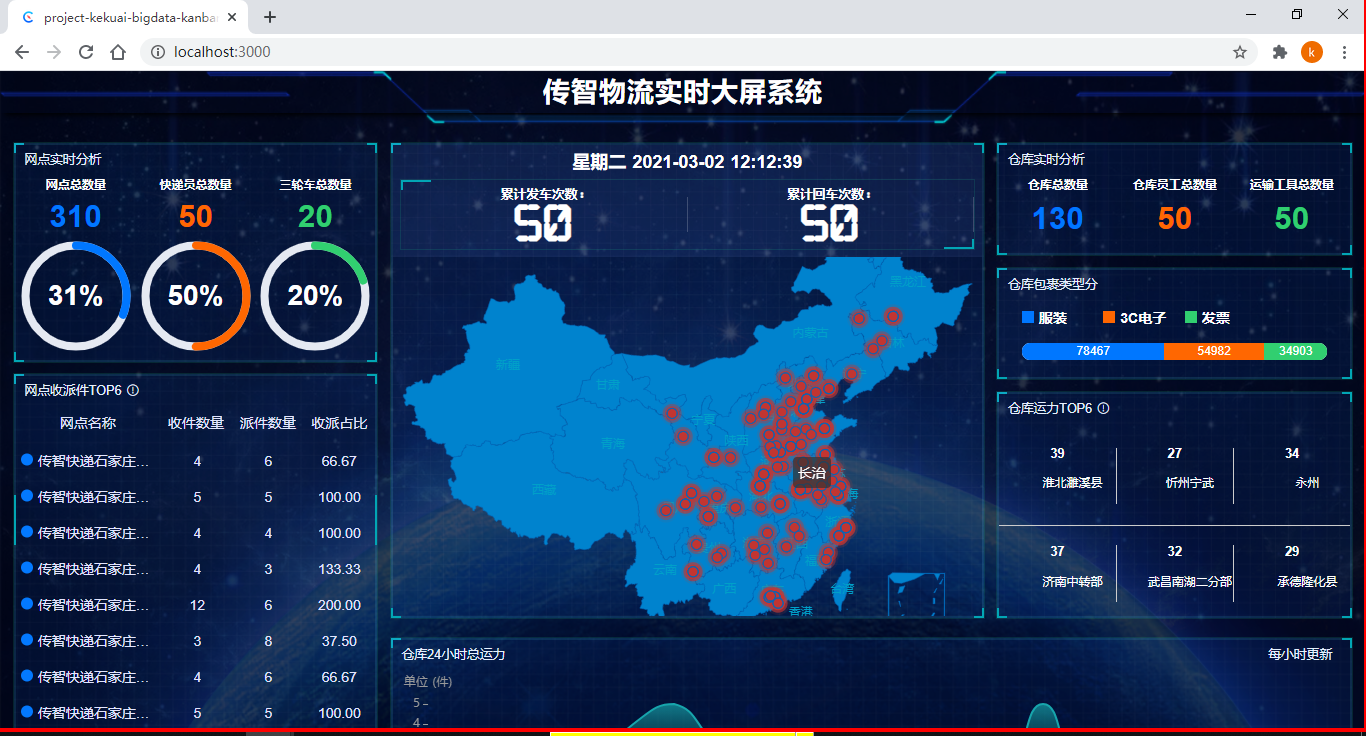 project-kekuai-bigdata-kanba
localhost:3000
k
传智物流实时大屏系统
网点实时分析
网点总数量 快递员总数量 三轮车总数量
310 50 20
31% 50% 20%
网点收派件TOP6
网点名称 收件数量 派件数量 收派占比
传智快递石家庄... 4 6 66.67
传智快递石家庄... 5 5 100.00
传智快递石家庄... 4 4 100.00
传智快递石家庄... 4 3 133.33
传智快递石家庄... 12 6 200.00
传智快递石家庄... 3 8 37.50
传智快递石家庄... 4 6 66.67
传智快递石家庄... 5 5 100.00
星期二 2021-03-02 12:12:39
累计发车次数： 累计回车次数：
50 50
黑龙江
内蒙古
新疆
甘肃
宁夏
青海
陕西
西藏
长治
云南
广西
台湾
香港
仓库24小时总运力 每小时更新
单位 (件)
5
4
仓库实时分析
仓库总数量 仓库员工总数量 运输工具总数量
130 50 50
仓库包裹类型分
服装 3C电子 发票
78467 54982 34903
仓库运力TOP6
39 27 34
淮北濉溪县 忻州宁武 永州
37 32 29
济南中转部 武昌南湖二分部 承德隆化县